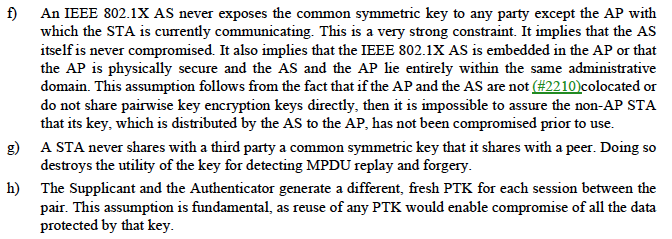 f) An IEEE 802.1X AS never exposes the common symmetric key to any party except the AP with
which the STA is currently communicating. This is a very strong constraint. It implies that the AS
itself is never compromised. It also implies that the IEEE 802.1X AS is embedded in the AP or that
the AP is physically secure and the AS and the AP lie entirely within the same administrative
domain. This assumption follows from the fact that if the AP and the AS are not (#2210)colocated or
do not share pairwise key encryption keys directly, then it is impossible to assure the non-AP STA
that its key, which is distributed by the AS to the AP, has not been compromised prior to use.
g) A STA never shares with a third party a common symmetric key that it shares with a peer. Doing so
destroys the utility of the key for detecting MPDU replay and forgery.
h) The Supplicant and the Authenticator generate a different, fresh PTK for each session between the
pair. This assumption is fundamental, as reuse of any PTK would enable compromise of all the data
protected by that key.